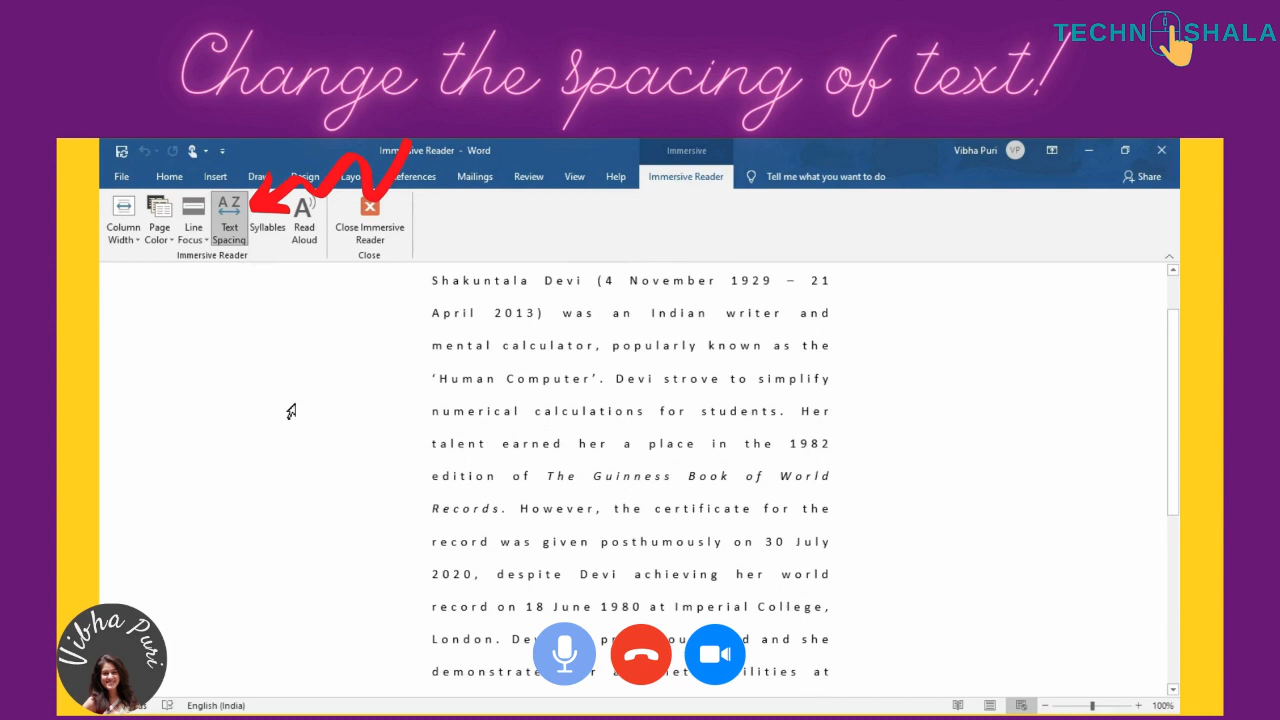 Change the spacing of text!
TECHN SHALA
Immersive Reader - Word
Immersive
Vibha Puri
VP
File Home Insert Design Mailings Review View Help Immersive Reader Tell me what you want to do Share
A Z
A
Column Width
Page Color
Line Focus
Text Spacing
Syllables
Read Aloud
Close Immersive Reader
Immersive Reader
Close
Shakuntala Devi (4 November 1929 – 21
April 2013) was an Indian writer and
mental calculator, popularly known as the
‘Human Computer’. Devi strove to simplify
numerical calculations for students. Her
talent earned her a place in the 1982
edition of The Guinness Book of World
Records. However, the certificate for the
record was given posthumously on 30 July
2020, despite Devi achieving her world
record on 18 June 1980 at Imperial College,
London. and she
at
Vibha Puri
English (India)
100%